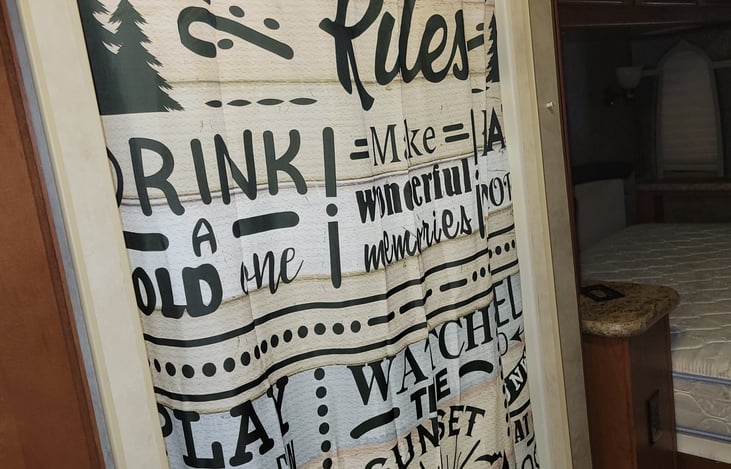 Rules
DRINK
A
COLD one
Make
wonderful
memories
PLAY
WATCH
THE
SUNSET